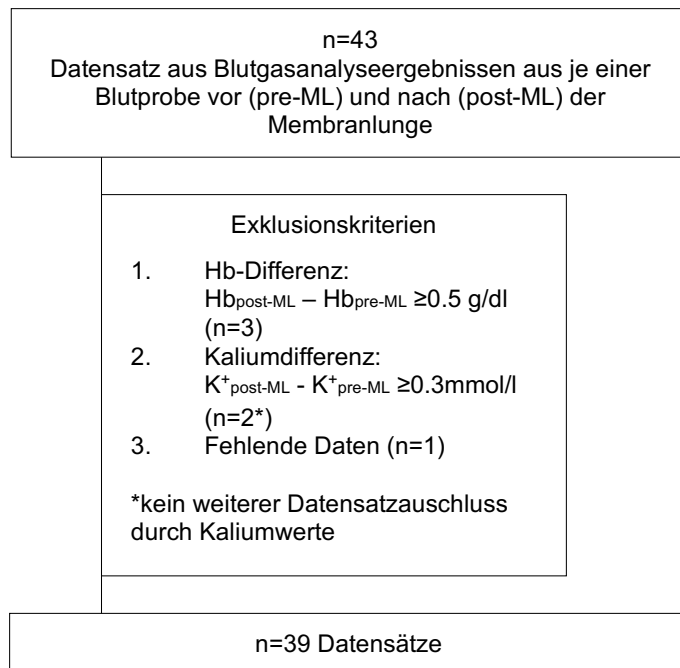 n=43
Datensatz aus Blutgasanalyseergebnissen aus je einer
Blutprobe vor (pre-ML) und nach (post-ML) der
Membranlunge
Exklusionskriterien
1. Hb-Differenz:
Hbpost-ML – Hbpre-ML ≥0.5 g/dl
(n=3)
2. Kaliumdifferenz:
K+post-ML - K+pre-ML ≥0.3mmol/l
(n=2*)
3. Fehlende Daten (n=1)
*kein weiterer Datensatzauschluss
durch Kaliumwerte
n=39 Datensätze